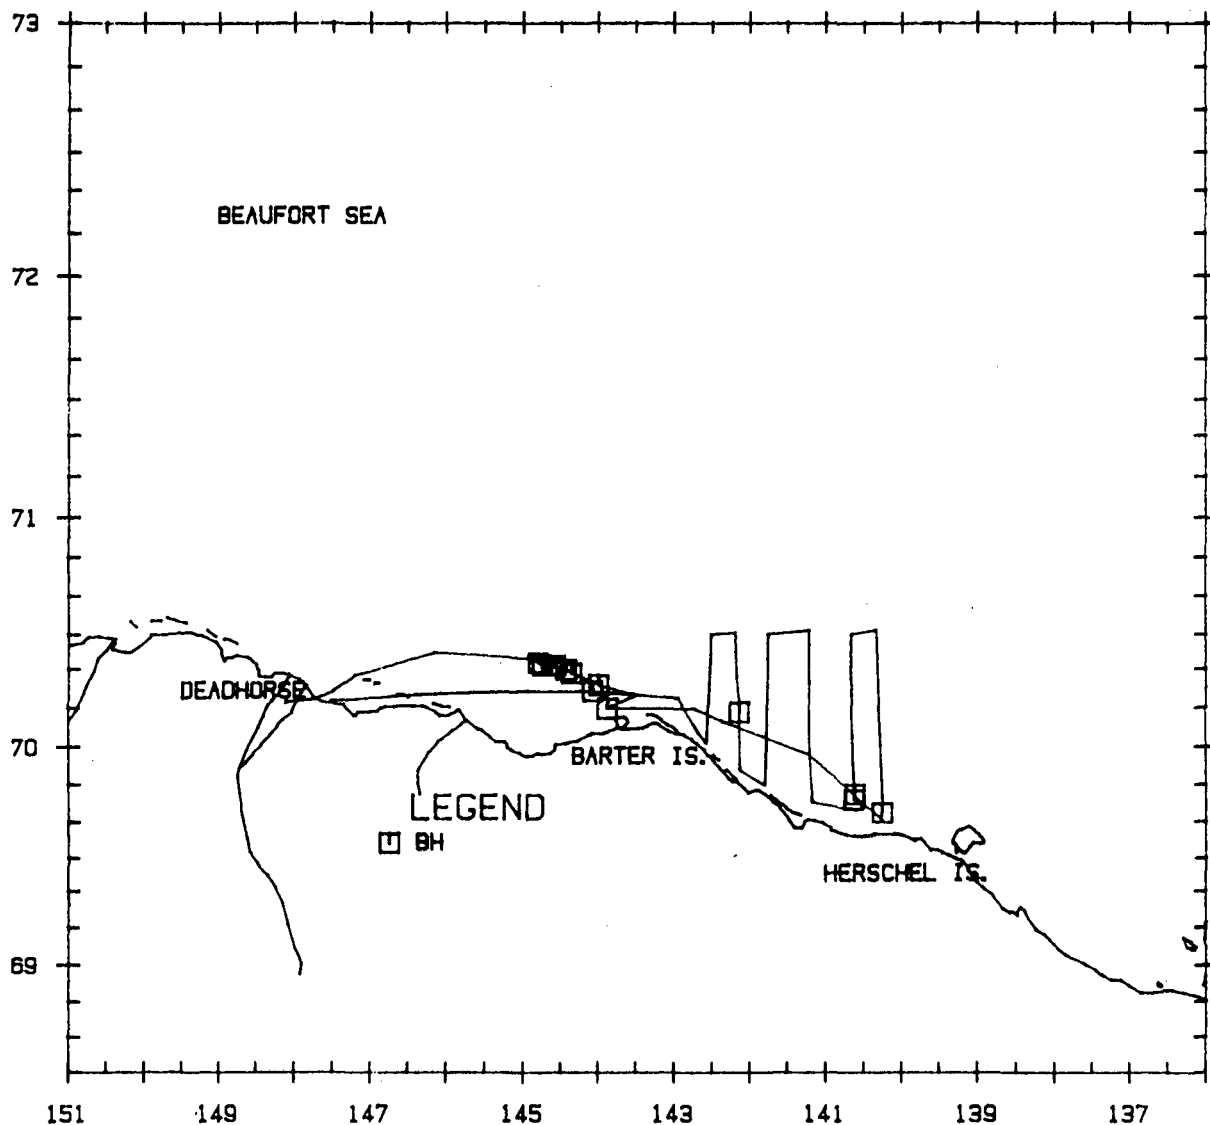 73
BEAUFORT SEA
72
71
DEADHORSE
70
BARTER IS.
LEGEND
BH
HERSCHEL IS.
69
151 149 147 145 143 141 139 137